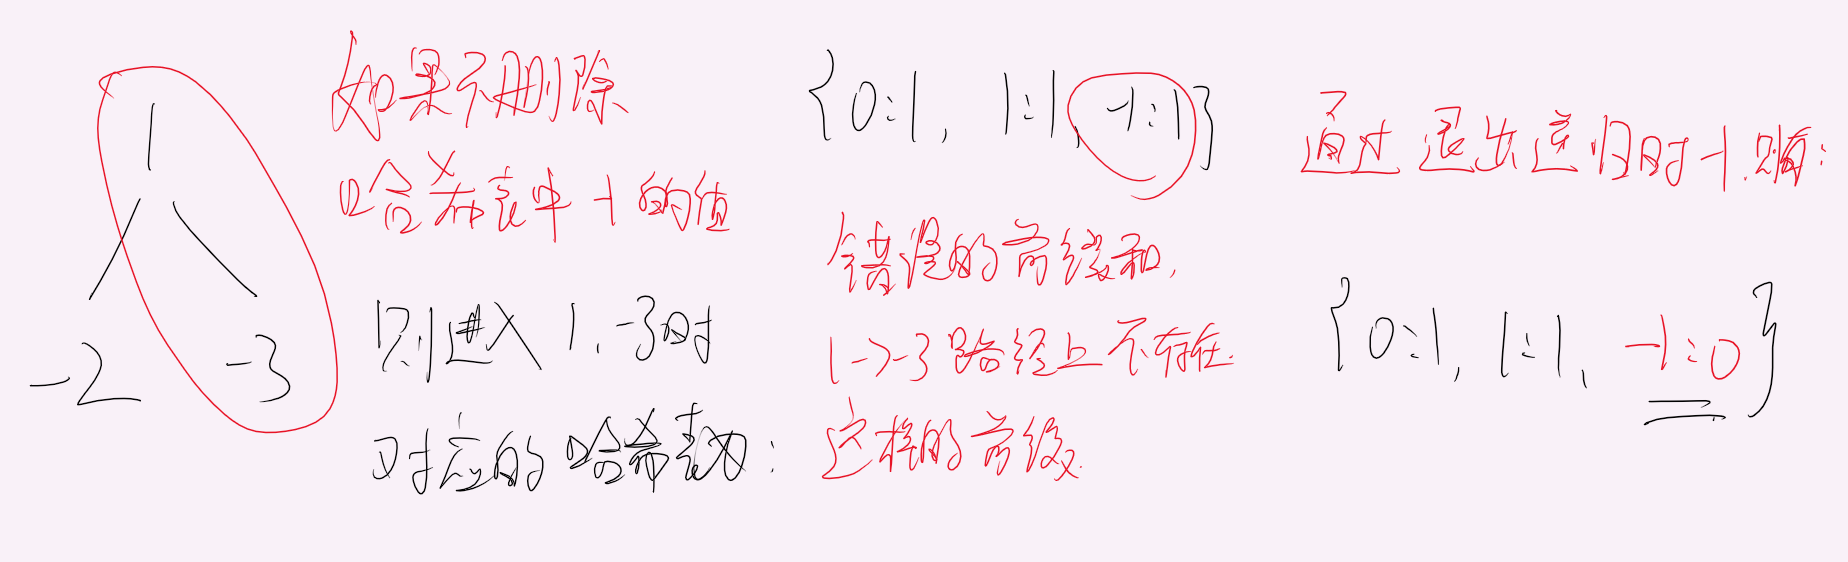 1
-2
-3
如果不删除
哈希表中 -1 的值
则进入 1, -3时
对应的哈希表为:
{0:1, 1:1, -1:1}
错误的前缀和,
1->-3 路径上不存在
这样的前缀.
通过退出递归时-1.则有:
{0:1, 1:1, -1:0}